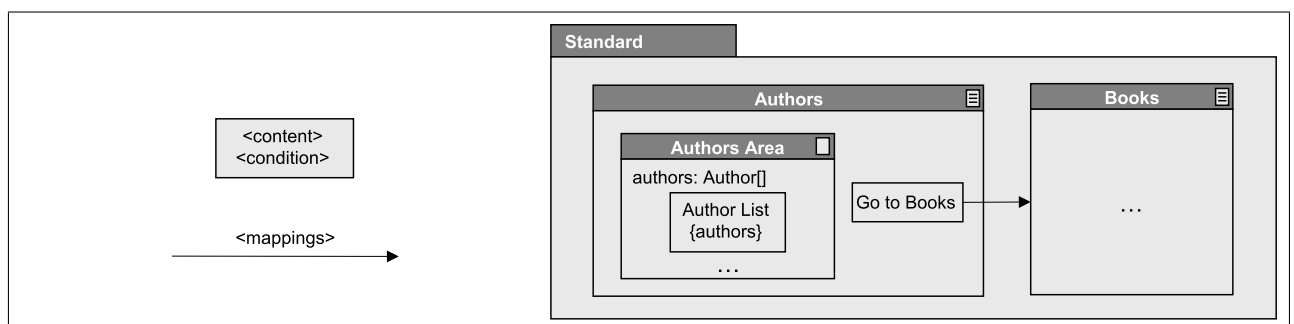 <content>
<condition>
<mappings>
Standard
Authors
Authors Area
authors: Author[]
Author List
{authors}
...
Go to Books
Books
...